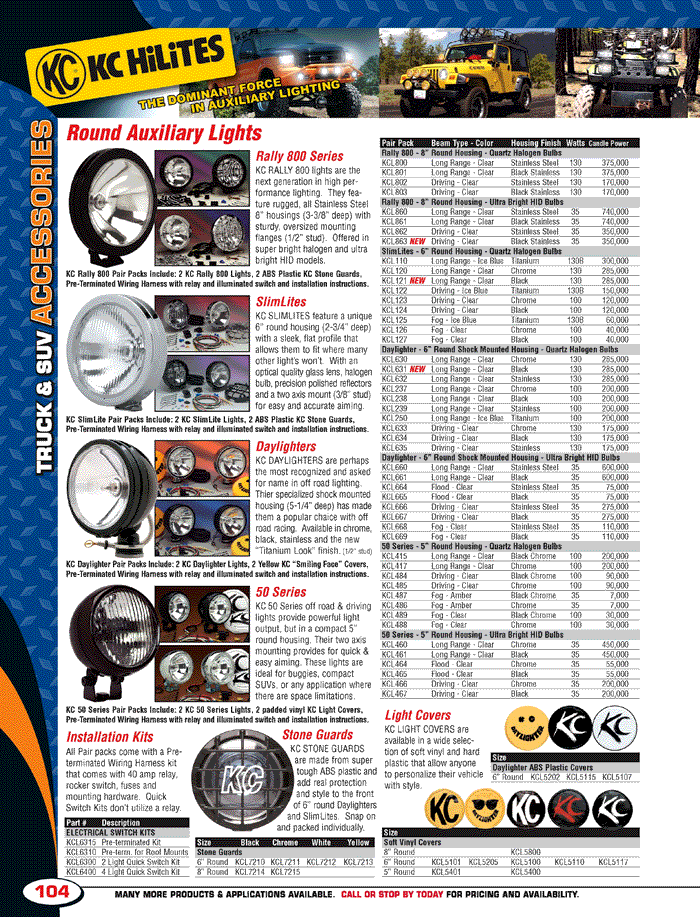 KC KC HiLiTES
THE DOMINANT FORCE
IN AUXILIARY LIGHTING
TRUCK & SUV ACCESSORIES
Round Auxiliary Lights
Rally 800 Series
KC RALLY 800 lights are the
next generation in high per-
formance lighting. They fea-
ture rugged, all Stainless Steel
8" housings (3-3/8" deep) with
sturdy, oversized mounting
flanges (1/2" stud). Offered in
super bright halogen and ultra
bright HID models.
KC Rally 800 Pair Packs Include: 2 KC Rally 800 Lights, 2 ABS Plastic KC Stone Guards,
Pre-Terminated Wiring Harness with relay and illuminated switch and installation instructions.
SlimLites
KC SLIMLITES feature a unique
6" round housing (2-3/4" deep)
with a sleek, flat profile that
allows them to fit where many
other light's won't. With an
optical quality glass lens, halogen
bulb, precision polished reflectors
and a two axis mount (3/8" stud)
for easy and accurate aiming.
KC SlimLite Pair Packs Include: 2 KC SlimLite Lights, 2 ABS Plastic KC Stone Guards,
Pre-Terminated Wiring Harness with relay and illuminated switch and installation instructions.
Daylighters
KC DAYLIGHTERS are perhaps
the most recognized and asked
for name in off road lighting.
Thier specialized shock mounted
housing (5-1/4" deep) has made
them a popular choice with off
road racing. Available in chrome,
black, stainless and the new
"Titanium Look" finish. (1/2" stud)
KC Daylighter Pair Packs Include: 2 KC Daylighter Lights, 2 Yellow KC "Smiling Face" Covers,
Pre-Terminated Wiring Harness with relay and illuminated switch and installation instructions.
50 Series
KC 50 Series off road & driving
lights provide powerful light
output, but in a compact 5"
round housing. Their two axis
mounting provides for quick &
easy aiming. These lights are
ideal for buggies, compact
SUVs, or any application where
there are space limitations.
KC 50 Series Pair Packs Include: 2 KC 50 Series Lights, 2 padded vinyl KC Light Covers,
Pre-Terminated Wiring Harness with relay and illuminated switch and installation instructions.
Installation Kits
All Pair packs come with a Pre-
terminated Wiring Harness kit
that comes with 40 amp relay,
rocker switch, fuses and
mounting hardware. Quick
Switch Kits don't utilize a relay.
Part # Description
ELECTRICAL SWITCH KITS
KCL6315 Pre-terminated Kit
KCL6310 Pre-term. for Roof Mounts
KCL6300 2 Light Quick Switch Kit
KCL6400 4 Light Quick Switch Kit
KC
Stone Guards
KC STONE GUARDS
are made from super
tough ABS plastic and
add real protection
and style to the front
of 6" round Daylighters
and SlimLites. Snap on
and packed individually.
Size Black Chrome White Yellow
Stone Guards
6" Round KCL7210 KCL7211 KCL7212 KCL7213
8" Round KCL7214 KCL7215
Pair Pack Beam Type - Color Housing Finish Watts Candle Power
Rally 800 - 8" Round Housing - Quartz Halogen Bulbs
KCL800 Long Range - Clear Stainless Steel 130 375,000
KCL801 Long Range - Clear Black Stainless 130 375,000
KCL802 Driving - Clear Stainless Steel 130 170,000
KCL803 Driving - Clear Black Stainless 130 170,000
Rally 800 - 8" Round Housing - Ultra Bright HID Bulbs
KCL860 Long Range - Clear Stainless Steel 35 740,000
KCL861 Long Range - Clear Black Stainless 35 740,000
KCL862 Driving - Clear Stainless Steel 35 350,000
KCL863 NEW Driving - Clear Black Stainless 35 350,000
SlimLites - 6" Round Housing - Quartz Halogen Bulbs
KCL110 Long Range - Ice Blue Titanium 130B 300,000
KCL120 Long Range - Clear Chrome 130 285,000
KCL121 NEW Long Range - Clear Black 130 285,000
KCL122 Driving - Ice Blue Titanium 130B 150,000
KCL123 Driving - Clear Chrome 100 120,000
KCL124 Driving - Clear Black 100 120,000
KCL125 Fog - Ice Blue Titanium 130B 60,000
KCL126 Fog - Clear Chrome 100 40,000
KCL127 Fog - Clear Black 100 40,000
Daylighter - 6" Round Shock Mounted Housing - Quartz Halogen Bulbs
KCL630 Long Range - Clear Chrome 130 285,000
KCL631 NEW Long Range - Clear Black 130 285,000
KCL632 Long Range - Clear Stainless 130 285,000
KCL237 Long Range - Clear Chrome 100 200,000
KCL238 Long Range - Clear Black 100 200,000
KCL239 Long Range - Clear Stainless 100 200,000
KCL250 Long Range - Ice Blue Titanium 100 200,000
KCL633 Driving - Clear Chrome 130 175,000
KCL634 Driving - Clear Black 130 175,000
KCL635 Driving - Clear Stainless 130 175,000
Daylighter - 6" Round Shock Mounted Housing - Ultra Bright HID Bulbs
KCL660 Long Range - Clear Stainless Steel 35 600,000
KCL661 Long Range - Clear Black 35 600,000
KCL664 Flood - Clear Stainless Steel 35 75,000
KCL665 Flood - Clear Black 35 75,000
KCL666 Driving - Clear Stainless Steel 35 275,000
KCL667 Driving - Clear Black 35 275,000
KCL668 Fog - Clear Stainless Steel 35 110,000
KCL669 Fog - Clear Black 35 110,000
50 Series - 5" Round Housing - Quartz Halogen Bulbs
KCL415 Long Range - Clear Black Chrome 100 200,000
KCL417 Long Range - Clear Chrome 100 200,000
KCL484 Driving - Clear Black Chrome 100 90,000
KCL485 Driving - Clear Chrome 100 90,000
KCL487 Fog - Amber Black Chrome 35 7,000
KCL486 Fog - Amber Chrome 35 7,000
KCL489 Fog - Clear Black Chrome 100 30,000
KCL488 Fog - Clear Chrome 100 30,000
50 Series - 5" Round Housing - Ultra Bright HID Bulbs
KCL460 Long Range - Clear Chrome 35 450,000
KCL461 Long Range - Clear Black 35 450,000
KCL464 Flood - Clear Chrome 35 55,000
KCL465 Flood - Clear Black 35 55,000
KCL466 Driving - Clear Chrome 35 200,000
KCL467 Driving - Clear Black 35 200,000
Light Covers
KC LIGHT COVERS are
available in a wide selec-
tion of soft vinyl and hard
plastic that allow anyone
to personalize their vehicle
with style.
DAYLIGHTER KC KC
Size
Daylighter ABS Plastic Covers
6" Round KCL5202 KCL5115 KCL5107
KC KC KC KC
Size
Soft Vinyl Covers
8" Round KCL5800
6" Round KCL5101 KCL5205 KCL5100 KCL5110 KCL5117
5" Round KCL5401 KCL5400
104 MANY MORE PRODUCTS & APPLICATIONS AVAILABLE. CALL OR STOP BY TODAY FOR PRICING AND AVAILABILITY.